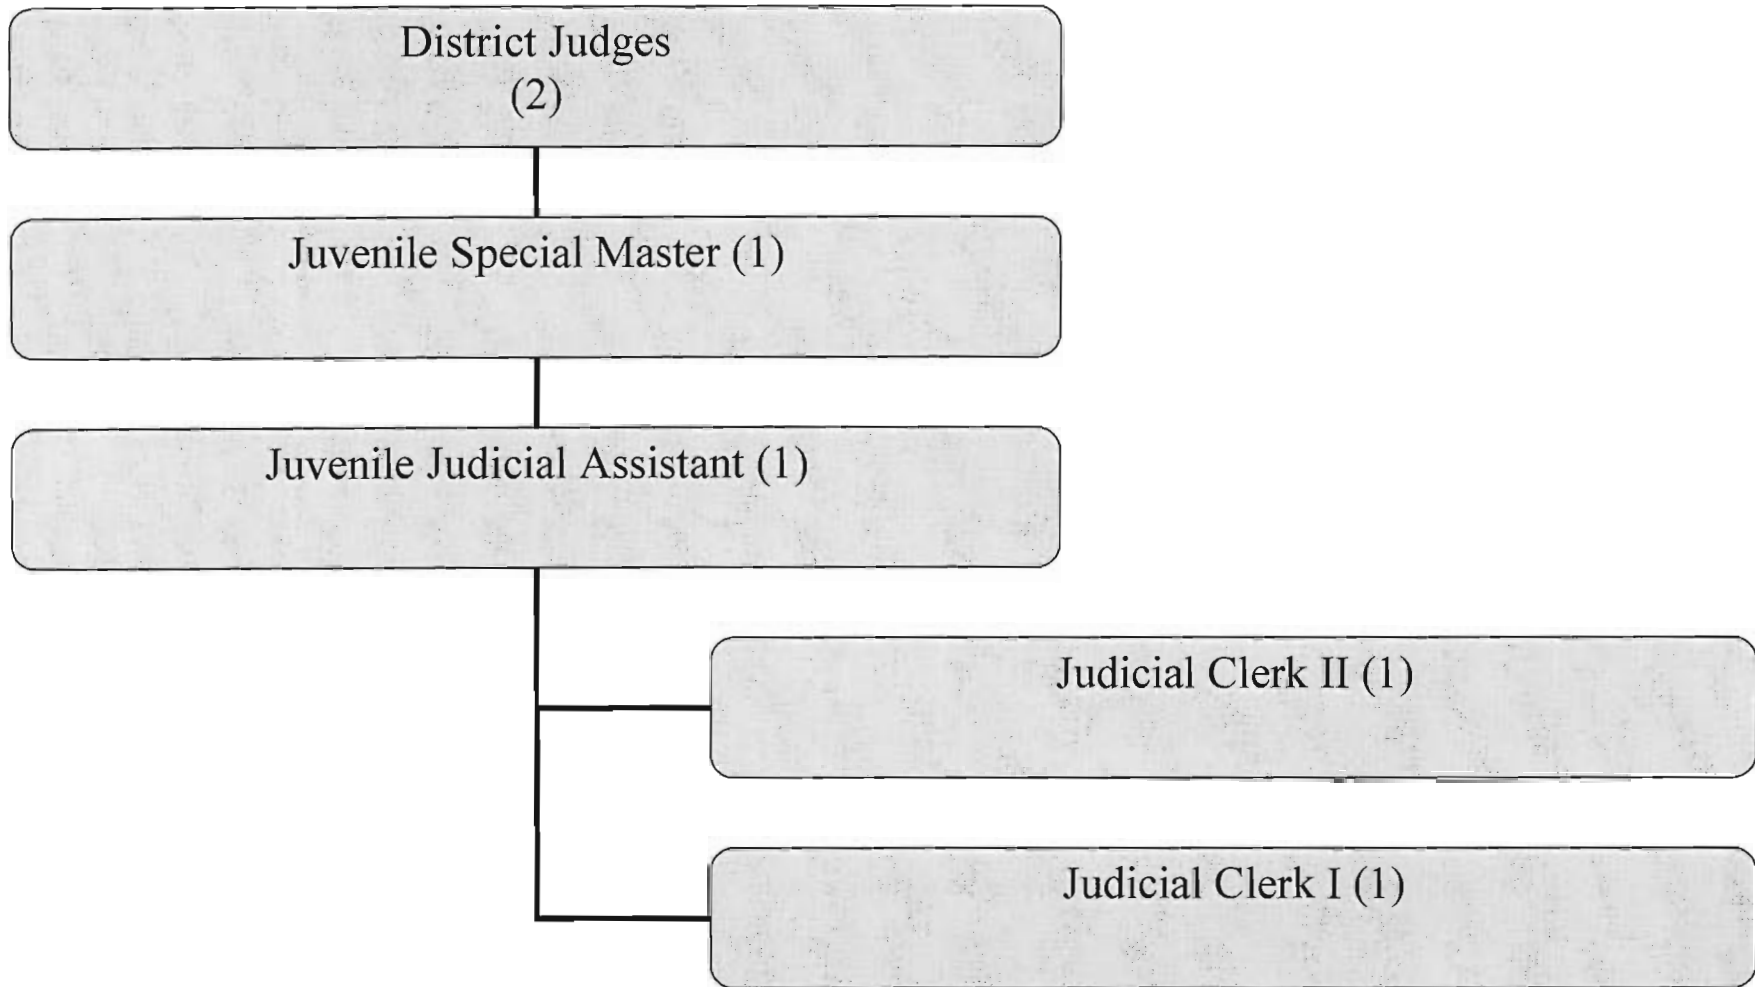 District Judges
(2)
Juvenile Special Master (1)
Juvenile Judicial Assistant (1)
Judicial Clerk II (1)
Judicial Clerk I (1)